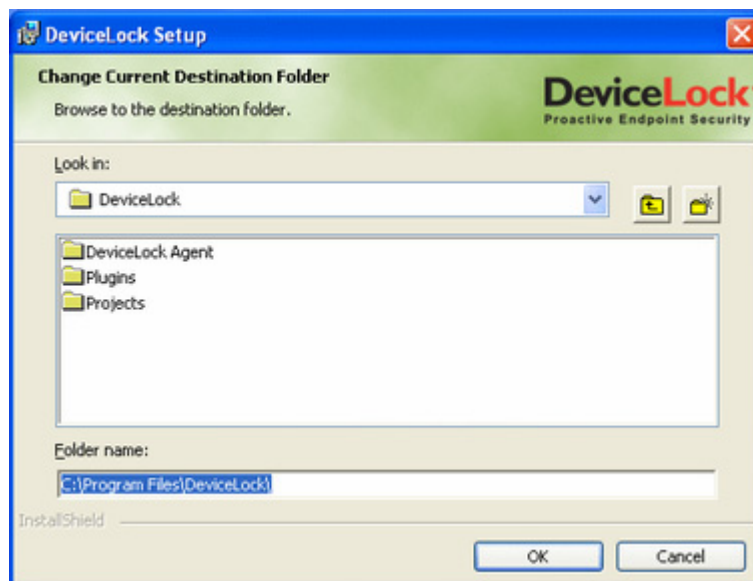 DeviceLock Setup
Change Current Destination Folder
Browse to the destination folder.
DeviceLock
Proactive Endpoint Security
Look in:
DeviceLock
DeviceLock Agent
Plugins
Projects
Folder name:
C:\Program Files\DeviceLock\
InstallShield
OK
Cancel